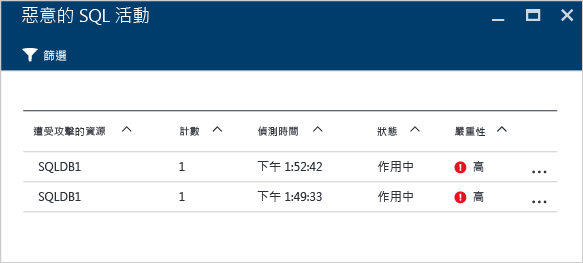 惡意的 SQL 活動
篩選
遭受攻擊的資源 計數 偵測時間 狀態 嚴重性
SQLDB1 1 下午 1:52:42 作用中 高 ...
SQLDB1 1 下午 1:49:33 作用中 高 ...